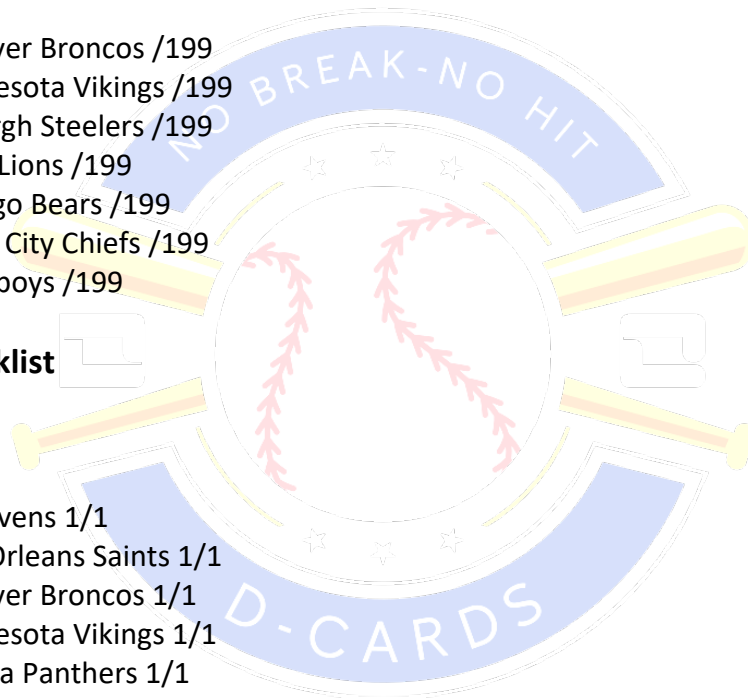 ver Broncos /199
esota Vikings /199
rgh Steelers /199
Lions /199
go Bears /199
City Chiefs /199
boys /199
klist
vens 1/1
Orleans Saints 1/1
ver Broncos 1/1
esota Vikings 1/1
a Panthers 1/1
NO BREAK-NO HIT
D-CARDS